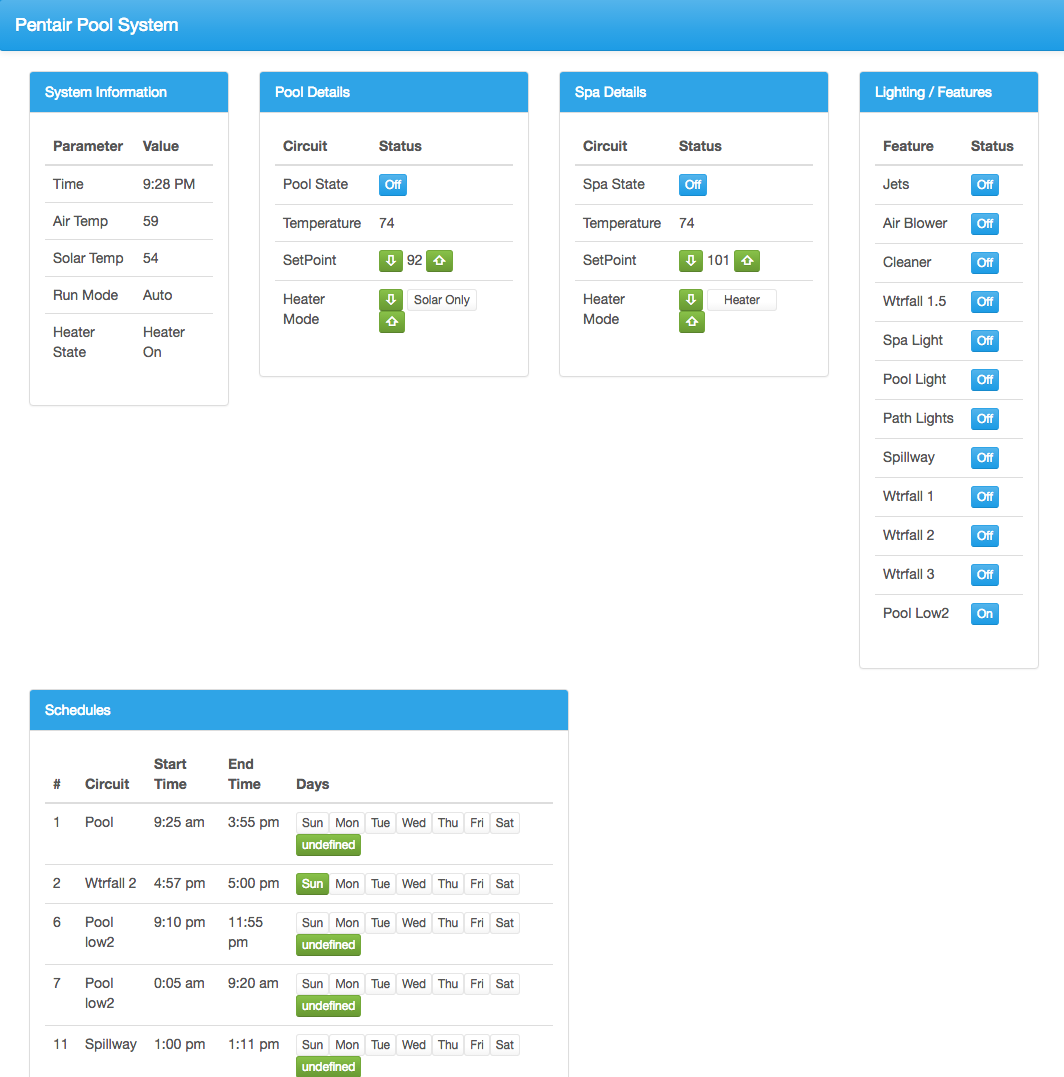 Pentair Pool System
System Information
Parameter Value
Time 9:28 PM
Air Temp 59
Solar Temp 54
Run Mode Auto
Heater Heater
State On
Pool Details
Circuit Status
Pool State Off
Temperature 74
SetPoint 92
Heater Solar Only
Mode
Spa Details
Circuit Status
Spa State Off
Temperature 74
SetPoint 101
Heater Heater
Mode
Lighting / Features
Feature Status
Jets Off
Air Blower Off
Cleaner Off
Wtrfall 1.5 Off
Spa Light Off
Pool Light Off
Path Lights Off
Spillway Off
Wtrfall 1 Off
Wtrfall 2 Off
Wtrfall 3 Off
Pool Low2 On
Schedules
Start End
# Circuit Time Time Days
1 Pool 9:25 am 3:55 pm Sun Mon Tue Wed Thu Fri Sat
undefined
2 Wtrfall 2 4:57 pm 5:00 pm Sun Mon Tue Wed Thu Fri Sat
6 Pool 9:10 pm 11:55 Sun Mon Tue Wed Thu Fri Sat
low2 pm undefined
7 Pool 0:05 am 9:20 am Sun Mon Tue Wed Thu Fri Sat
low2 undefined
11 Spillway 1:00 pm 1:11 pm Sun Mon Tue Wed Thu Fri Sat
undefined